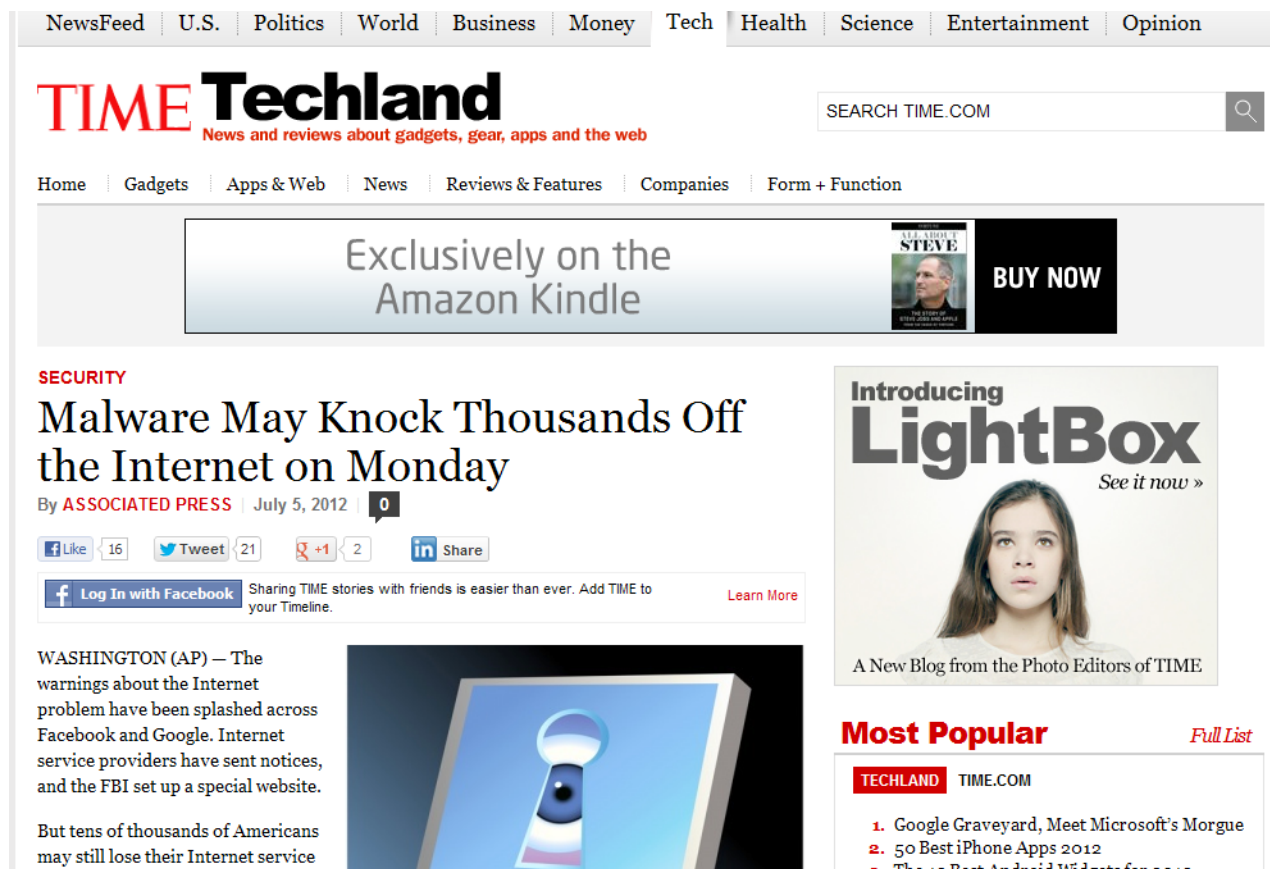 NewsFeed U.S. Politics World Business Money Tech Health Science Entertainment Opinion
TIME Techland
News and reviews about gadgets, gear, apps and the web
SEARCH TIME.COM
Home Gadgets Apps & Web News Reviews & Features Companies Form + Function
Exclusively on the
Amazon Kindle
ALL ABOUT
STEVE
THE STORY OF
STEVE JOBS AND APPLE
BUY NOW
SECURITY
Malware May Knock Thousands Off
the Internet on Monday
By ASSOCIATED PRESS | July 5, 2012 | 0
Like 16 Tweet 21 +1 2 in Share
f Log In with Facebook
Sharing TIME stories with friends is easier than ever. Add TIME to
your Timeline.
Learn More
WASHINGTON (AP) — The
warnings about the Internet
problem have been splashed across
Facebook and Google. Internet
service providers have sent notices,
and the FBI set up a special website.
But tens of thousands of Americans
may still lose their Internet service
Introducing
LightBox
See it now »
A New Blog from the Photo Editors of TIME
Most Popular Full List
TECHLAND TIME.COM
1. Google Graveyard, Meet Microsoft's Morgue
2. 50 Best iPhone Apps 2012